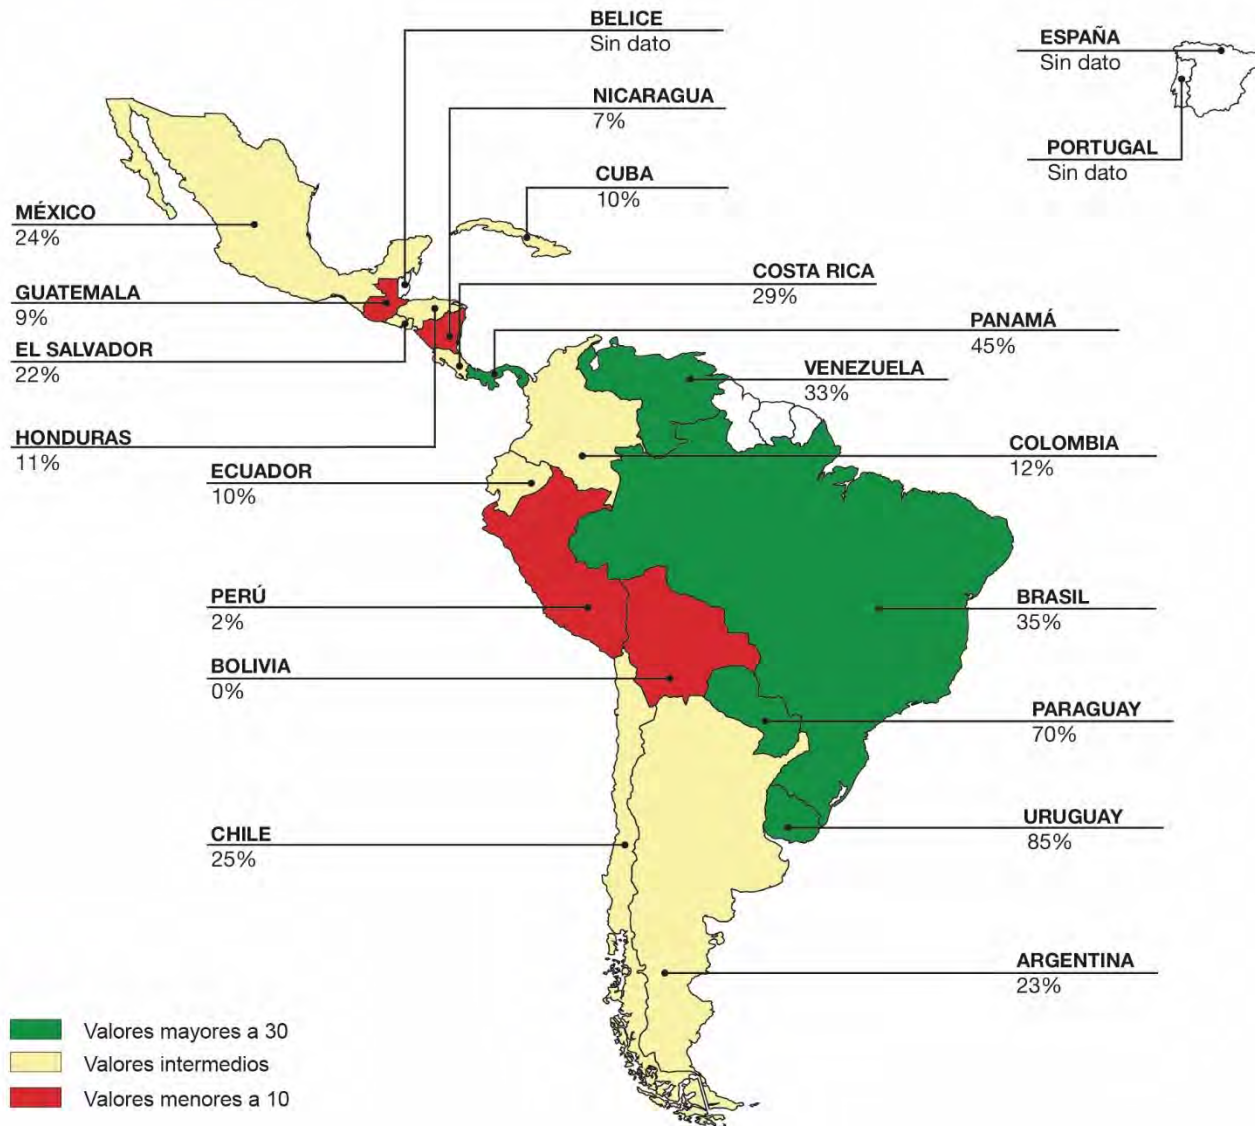 BELICE
Sin dato
ESPAÑA
Sin dato
NICARAGUA
7%
PORTUGAL
Sin dato
CUBA
10%
MÉXICO
24%
COSTA RICA
29%
GUATEMALA
9%
PANAMÁ
45%
EL SALVADOR
22%
VENEZUELA
33%
HONDURAS
11%
COLOMBIA
12%
ECUADOR
10%
PERÚ
2%
BRASIL
35%
BOLIVIA
0%
PARAGUAY
70%
URUGUAY
85%
CHILE
25%
ARGENTINA
23%
Valores mayores a 30
Valores intermedios
Valores menores a 10